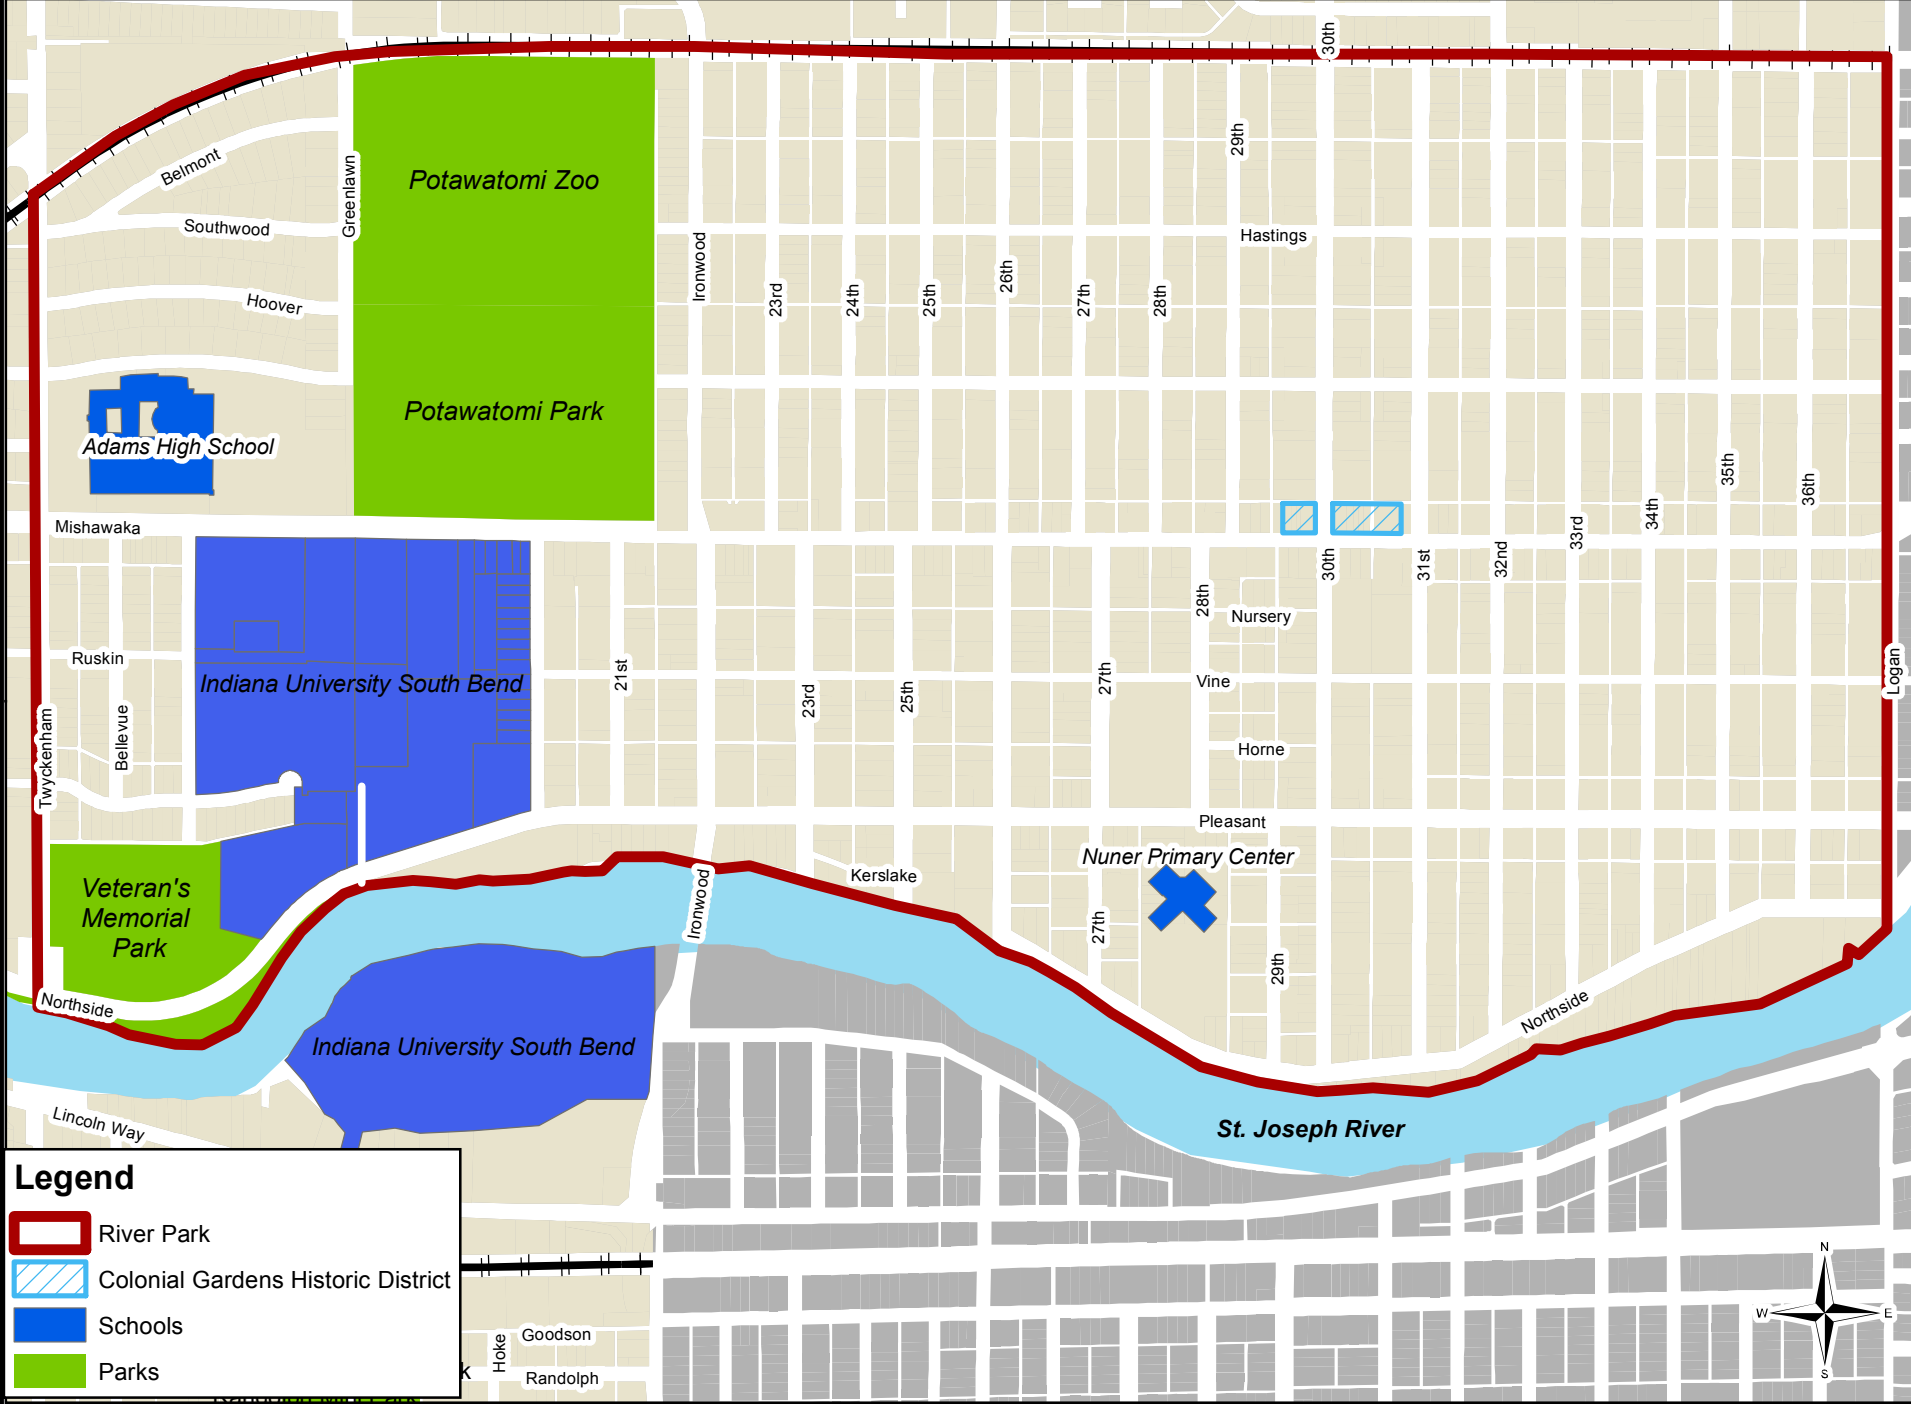 30th
29th
Belmont
Greenlawn
Potawatomi Zoo
Southwood
Hastings
Ironwood
Hoover
23rd
24th
25th
26th
27th
28th
Potawatomi Park
Adams High School
35th
36th
34th
33rd
Mishawaka
30th
31st
32nd
28th
Nursery
Ruskin
Indiana University South Bend
21st
23rd
25th
27th
Vine
Logan
Twyckenham
Bellevue
Horne
Pleasant
Nuner Primary Center
Kerslake
Veteran's
Memorial
Park
Ironwood
27th
29th
Northside
Northside
Indiana University South Bend
St. Joseph River
Lincoln Way
Legend
River Park
Colonial Gardens Historic District
Schools
Parks
Goodson
Hoke
Randolph
k
N
W
E
S